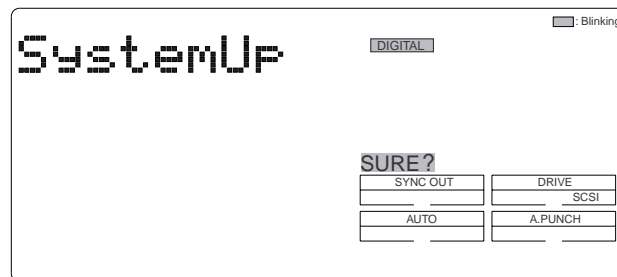 : Blinking
SystemUp
DIGITAL
SURE?
SYNC OUT
DRIVE
SCSI
AUTO
A.PUNCH